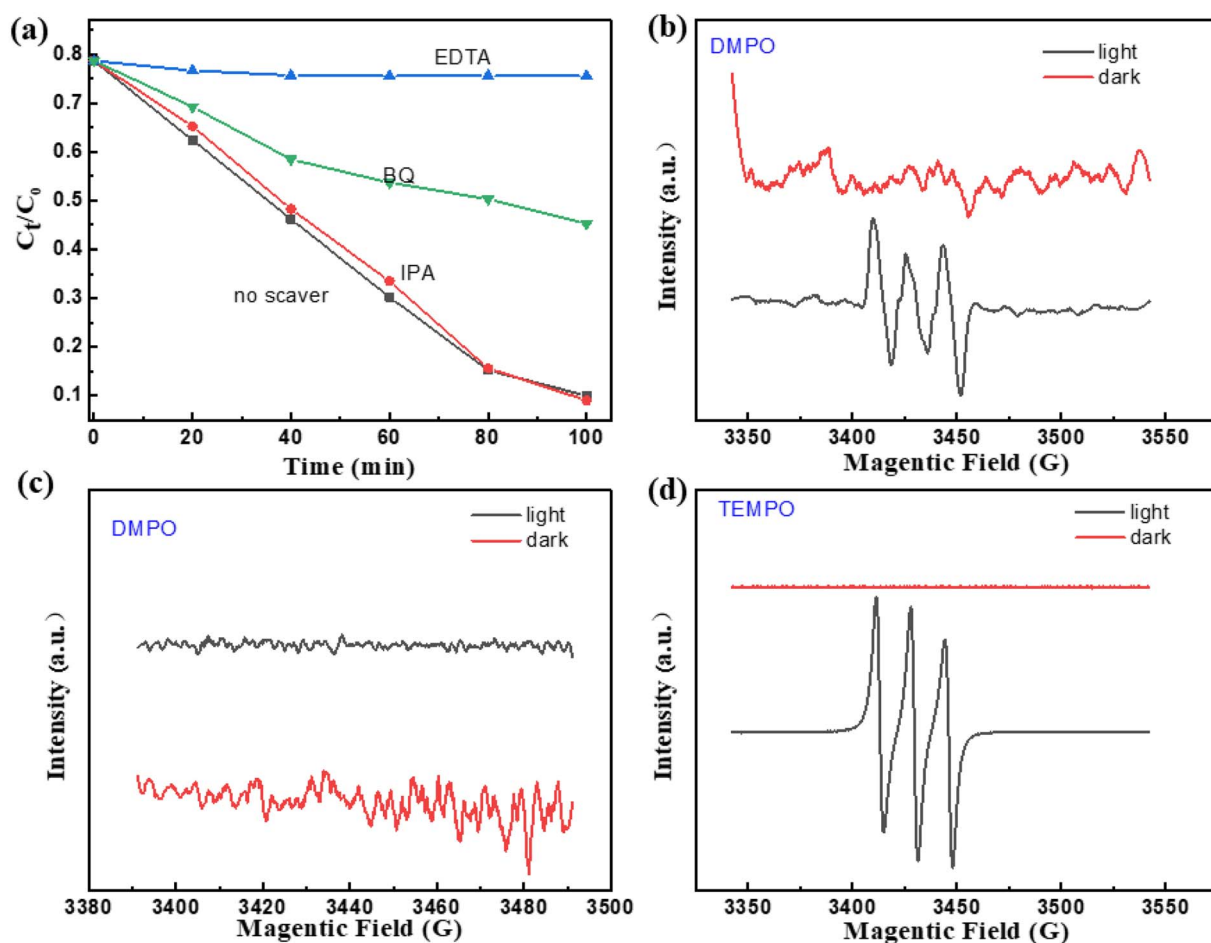 (a)
C_t/C_0
0.8
0.7
0.6
0.5
0.4
0.3
0.2
0.1
EDTA
BQ
IPA
no scaver
0 20 40 60 80 100
Time (min)
(b)
DMPO
light
dark
Intensity (a.u.)
3350 3400 3450 3500 3550
Magentic Field (G)
(c)
DMPO
light
dark
Intensity (a.u.)
3380 3400 3420 3440 3460 3480 3500
Magentic Field (G)
(d)
TEMPO
light
dark
Intensity (a.u.)
3350 3400 3450 3500 3550
Magentic Field (G)